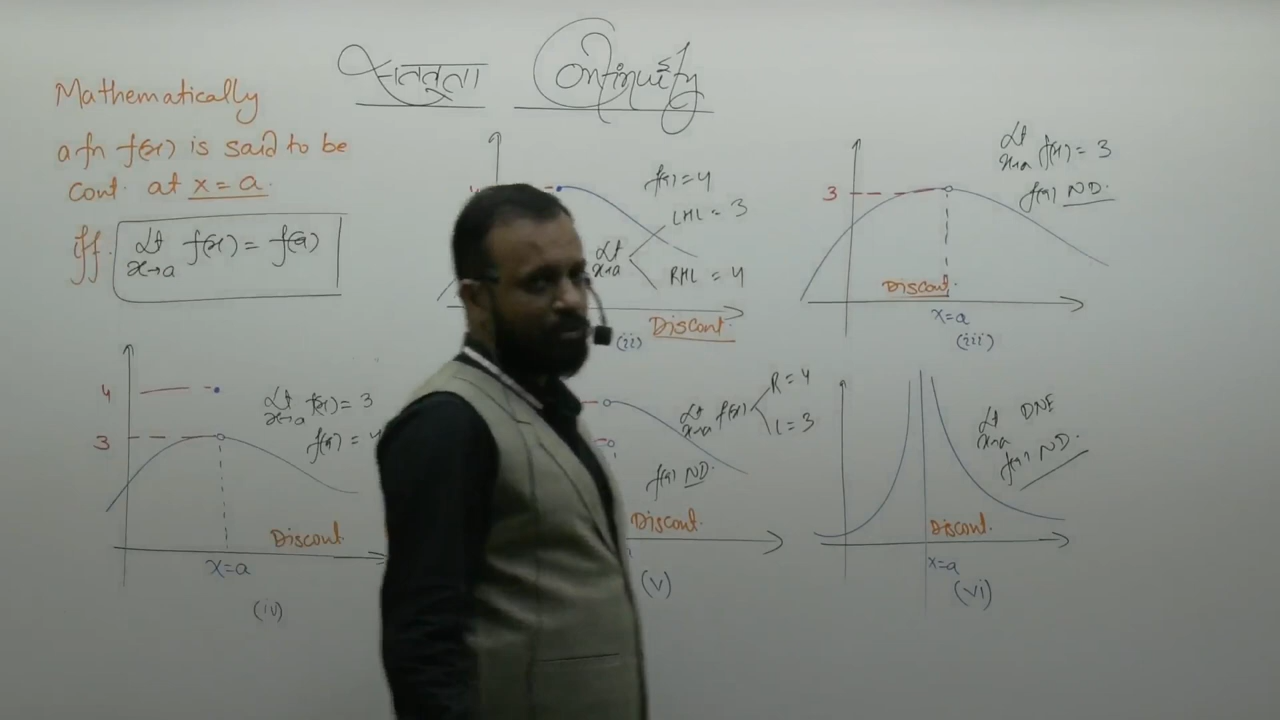 सततता Continuity
Mathematically
a fn f(x) is said to be
cont. at x = a.
iff. Lt x→a f(x) = f(a)
f(a) = 4
LHL = 3
Lt x→a
RHL = 4
Discont.
(ii)
Lt x→a f(x) = 3
f(a) ND.
3
Discont.
x=a
(iii)
4
3
Lt x→a f(x) = 3
f(a) = 4
Discont.
x=a
(iv)
Lt x→a f(x)
R = 4
L = 3
f(a) ND.
Discont.
(v)
Lt x→a DNE
f(a) ND.
Discont.
x=a
(vi)